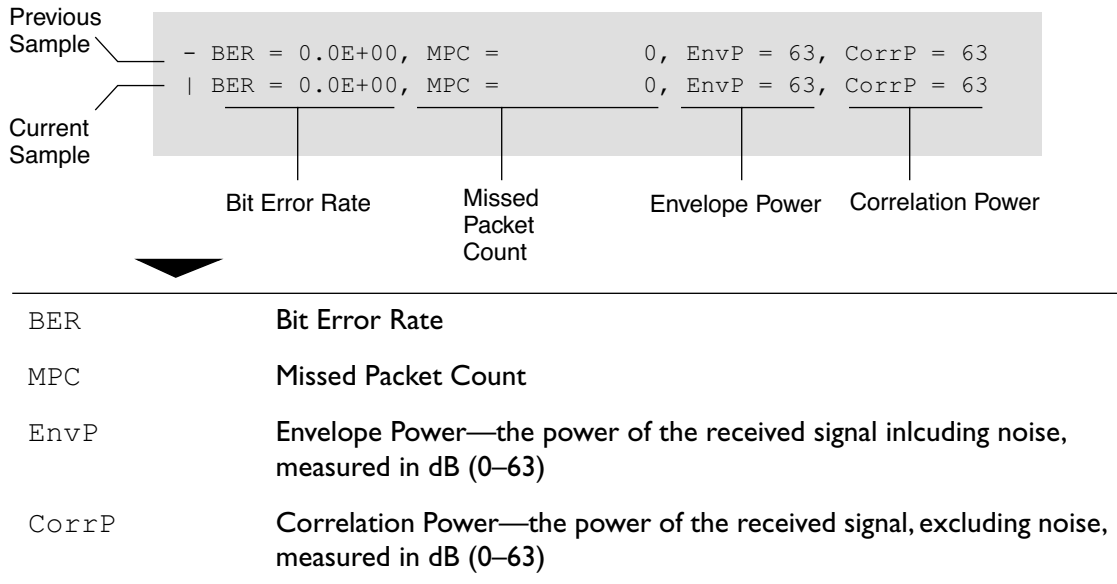 Previous
Sample
- BER = 0.0E+00, MPC =          0, EnvP = 63, CorrP = 63
| BER = 0.0E+00, MPC =          0, EnvP = 63, CorrP = 63
Current
Sample
Bit Error Rate
Missed
Packet
Count
Envelope Power
Correlation Power
BER Bit Error Rate
MPC Missed Packet Count
EnvP Envelope Power—the power of the received signal inlcuding noise,
measured in dB (0–63)
CorrP Correlation Power—the power of the received signal, excluding noise,
measured in dB (0–63)